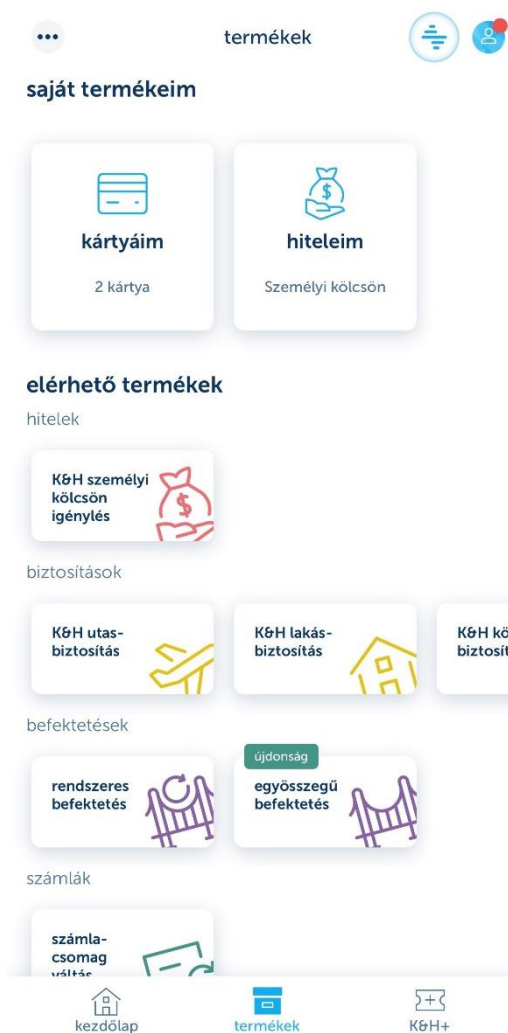 termékek
saját termékeim
kártyáim
hiteleim
2 kártya
Személyi kölcsön
elérhető termékek
hitelek
K&H személyi
kölcsön
igénylés
biztosítások
K&H utas-
biztosítás
K&H lakás-
biztosítás
K&H
befektetések
rendszeres
befektetés
újdonság
egyösszegű
befektetés
számlák
számla-
csomag
váltás
kezdőlap
termékek
K&H+